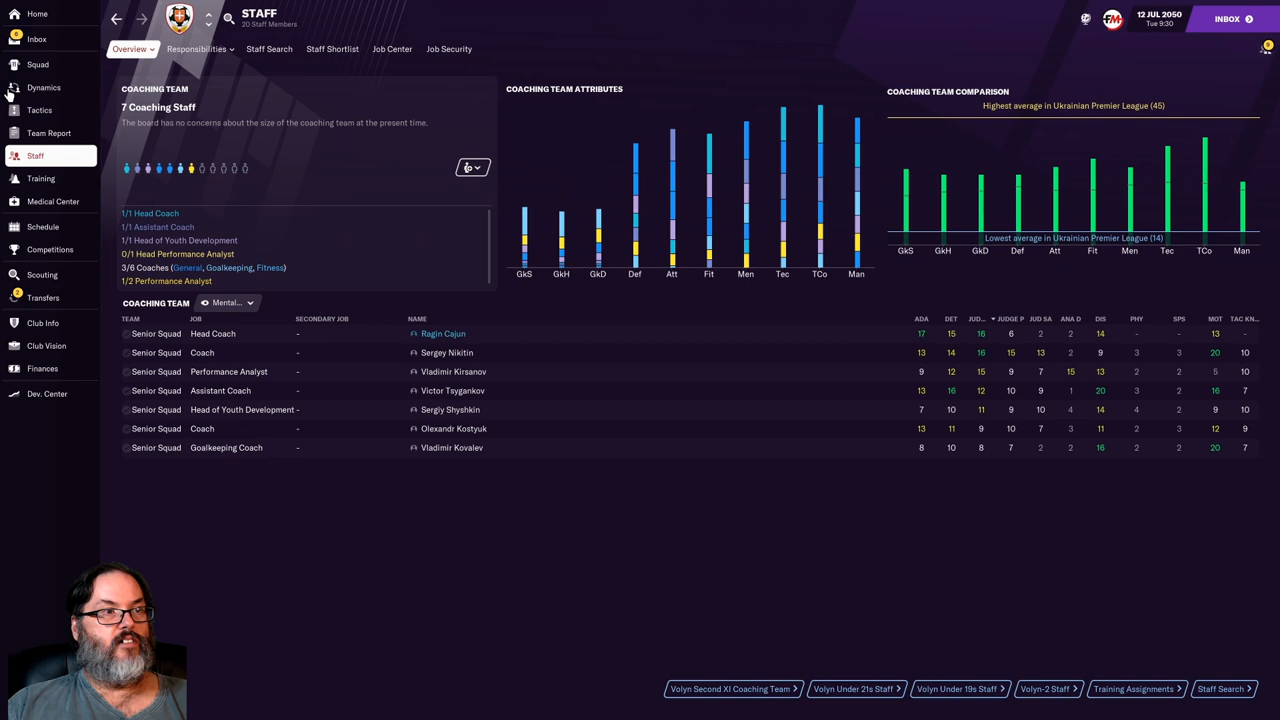 Home
STAFF
20 Staff Members
12 JUL 2050
Tue 9:30
INBOX
6
Inbox
Overview
Responsibilities
Staff Search
Staff Shortlist
Job Center
Job Security
9
Squad
Dynamics
Tactics
Team Report
Staff
Training
Medical Center
Schedule
Competitions
Scouting
2
Transfers
Club Info
Club Vision
Finances
Dev. Center
COACHING TEAM
7 Coaching Staff
The board has no concerns about the size of the coaching team at the present time.
1/1 Head Coach
1/1 Assistant Coach
1/1 Head of Youth Development
0/1 Head Performance Analyst
3/6 Coaches (General, Goalkeeping, Fitness)
1/2 Performance Analyst
COACHING TEAM ATTRIBUTES
GkS GkH GkD Def Att Fit Men Tec TCo Man
COACHING TEAM COMPARISON
Highest average in Ukrainian Premier League (45)
Lowest average in Ukrainian Premier League (14)
GkS GkH GkD Def Att Fit Men Tec TCo Man
COACHING TEAM Mental...
TEAM JOB SECONDARY JOB NAME ADA DET JUD... JUDGE P JUD SA ANA D DIS PHY SPS MOT TAC KN...
Senior Squad Head Coach - Ragin Cajun 17 15 16 6 2 2 14 - - 13 -
Senior Squad Coach - Sergey Nikitin 13 14 16 15 13 2 9 3 3 20 10
Senior Squad Performance Analyst - Vladimir Kirsanov 9 12 15 9 7 15 13 2 2 5 10
Senior Squad Assistant Coach - Victor Tsygankov 13 16 12 10 9 1 20 3 2 16 7
Senior Squad Head of Youth Development - Sergiy Shyshkin 7 10 11 9 10 4 14 4 2 9 10
Senior Squad Coach - Olexandr Kostyuk 13 11 9 10 7 3 11 2 3 12 9
Senior Squad Goalkeeping Coach - Vladimir Kovalev 8 10 8 7 2 2 16 2 2 20 7
Volyn Second XI Coaching Team
Volyn Under 21s Staff
Volyn Under 19s Staff
Volyn-2 Staff
Training Assignments
Staff Search